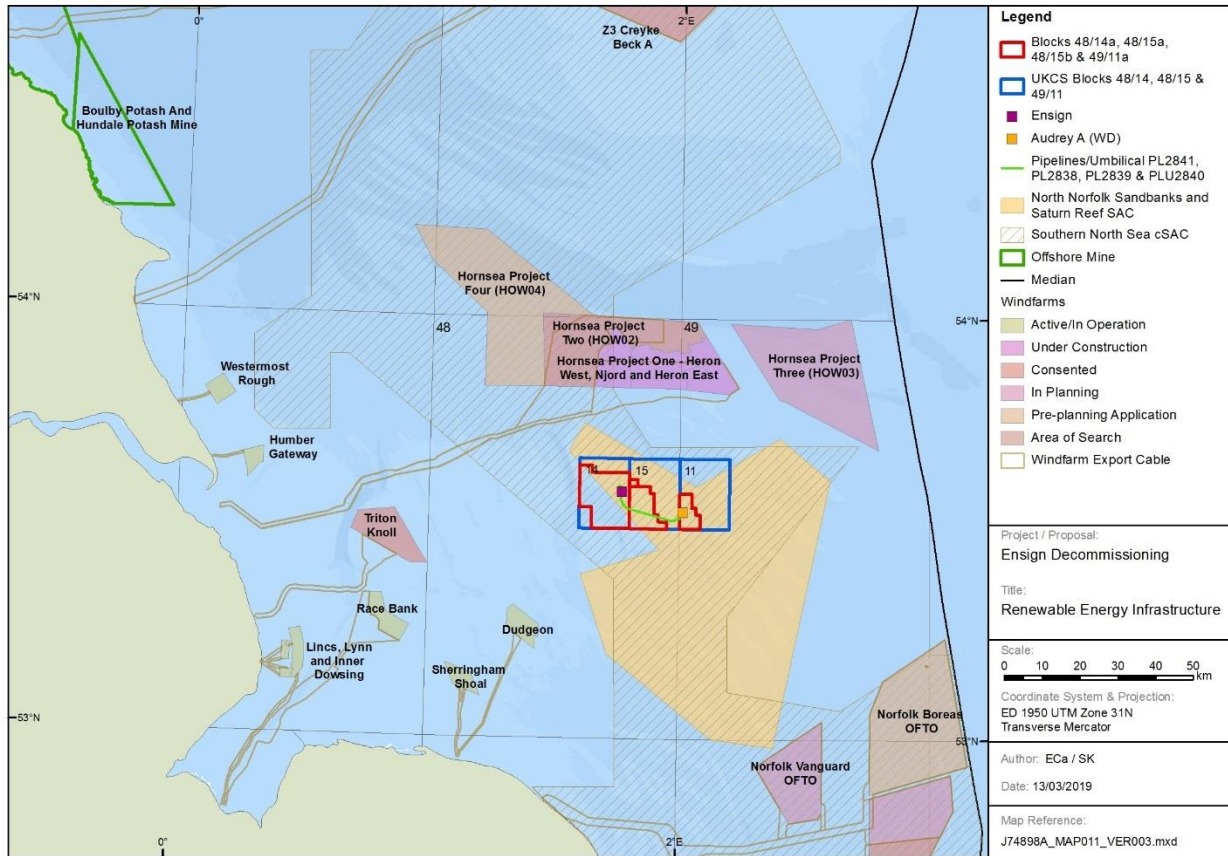 0°
2°E
Z3 Creyke
Beck A
Boulby Potash And
Hundale Potash Mine
54°N
54°N
Hornsea Project
Four (HOW04)
48
49
Hornsea Project
Two (HOW02)
Hornsea Project One - Heron
West, Njord and Heron East
Hornsea Project
Three (HOW03)
Westermost
Rough
Humber
Gateway
14
15
11
Triton
Knoll
Race Bank
Dudgeon
Lincs, Lynn
and Inner
Dowsing
Sherringham
Shoal
53°N
53°N
Norfolk Boreas
OFTO
Norfolk Vanguard
OFTO
0°
2°E
Legend
Blocks 48/14a, 48/15a,
48/15b & 49/11a
UKCS Blocks 48/14, 48/15 &
49/11
Ensign
Audrey A (WD)
Pipelines/Umbilical PL2841,
PL2838, PL2839 & PLU2840
North Norfolk Sandbanks and
Saturn Reef SAC
Southern North Sea cSAC
Offshore Mine
Median
Windfarms
Active/In Operation
Under Construction
Consented
In Planning
Pre-planning Application
Area of Search
Windfarm Export Cable
Project / Proposal:
Ensign Decommissioning
Title:
Renewable Energy Infrastructure
Scale:
0 10 20 30 40 50
km
Coordinate System & Projection:
ED 1950 UTM Zone 31N
Transverse Mercator
Author: ECa / SK
Date: 13/03/2019
Map Reference:
J74898A_MAP011_VER003.mxd